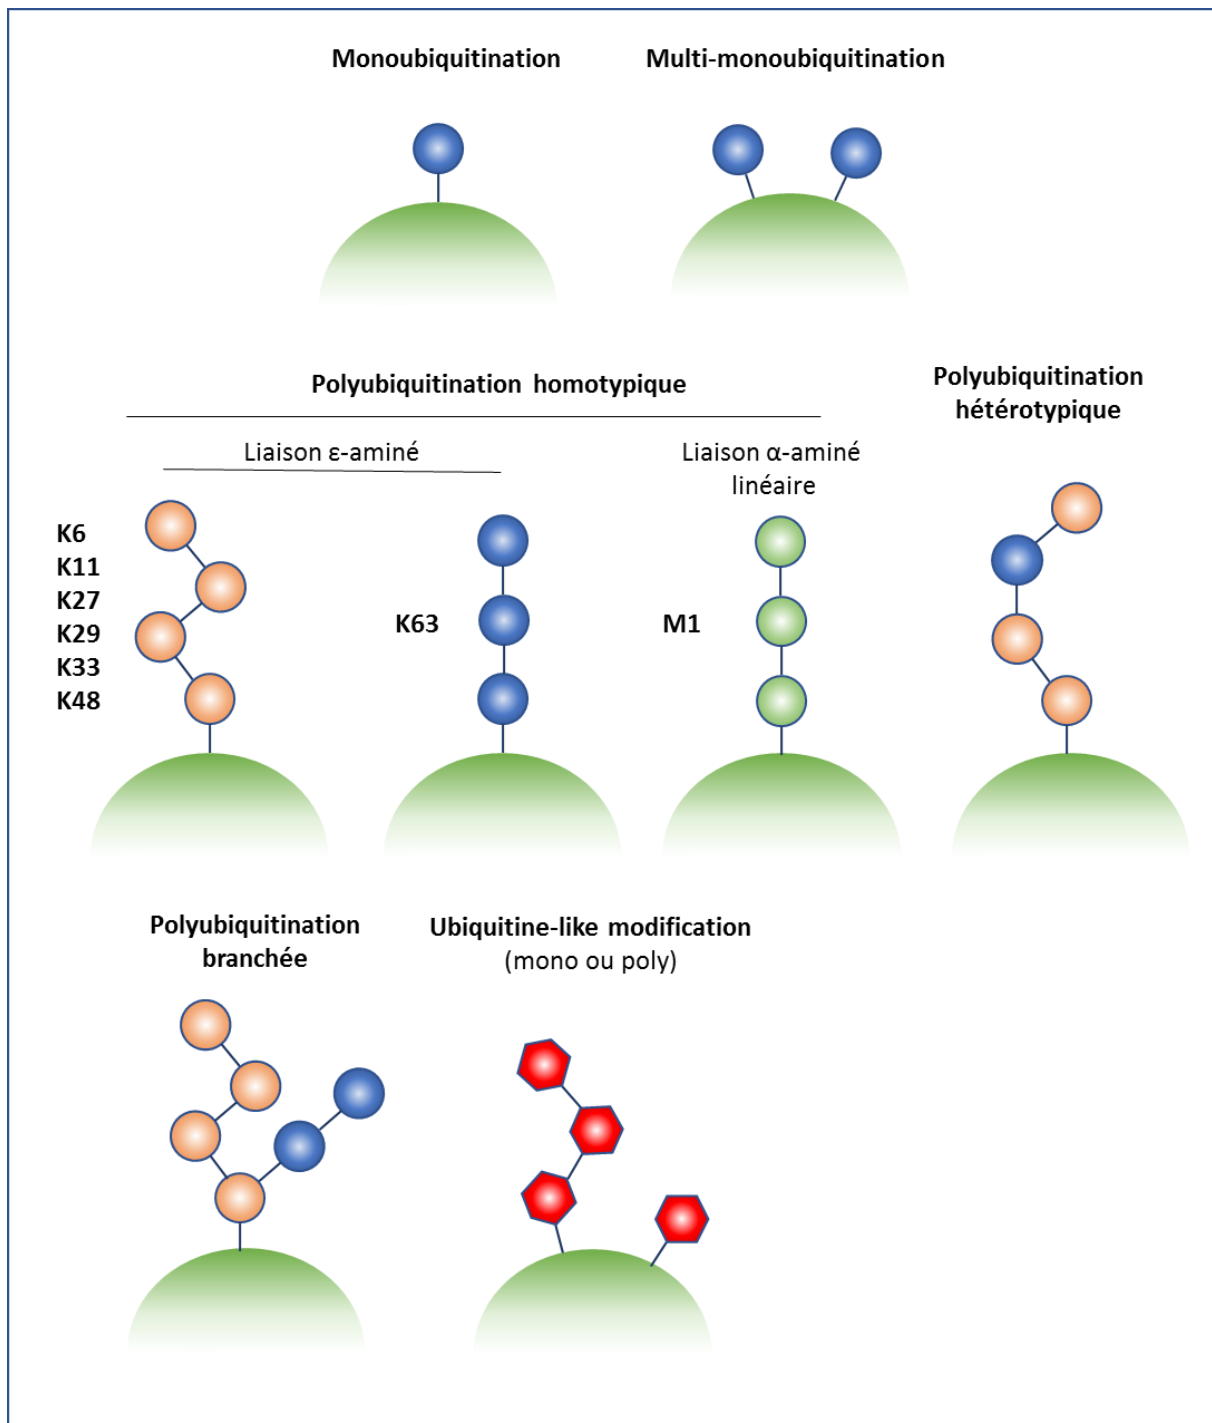 Monoubiquitination
Multi-monoubiquitination
Polyubiquitination homotypique
Polyubiquitination
hétérotypique
Liaison ε-aminé
Liaison α-aminé
linéaire
K6
K11
K27
K29
K33
K48
K63
M1
Polyubiquitination
branchée
Ubiquitine-like modification
(mono ou poly)